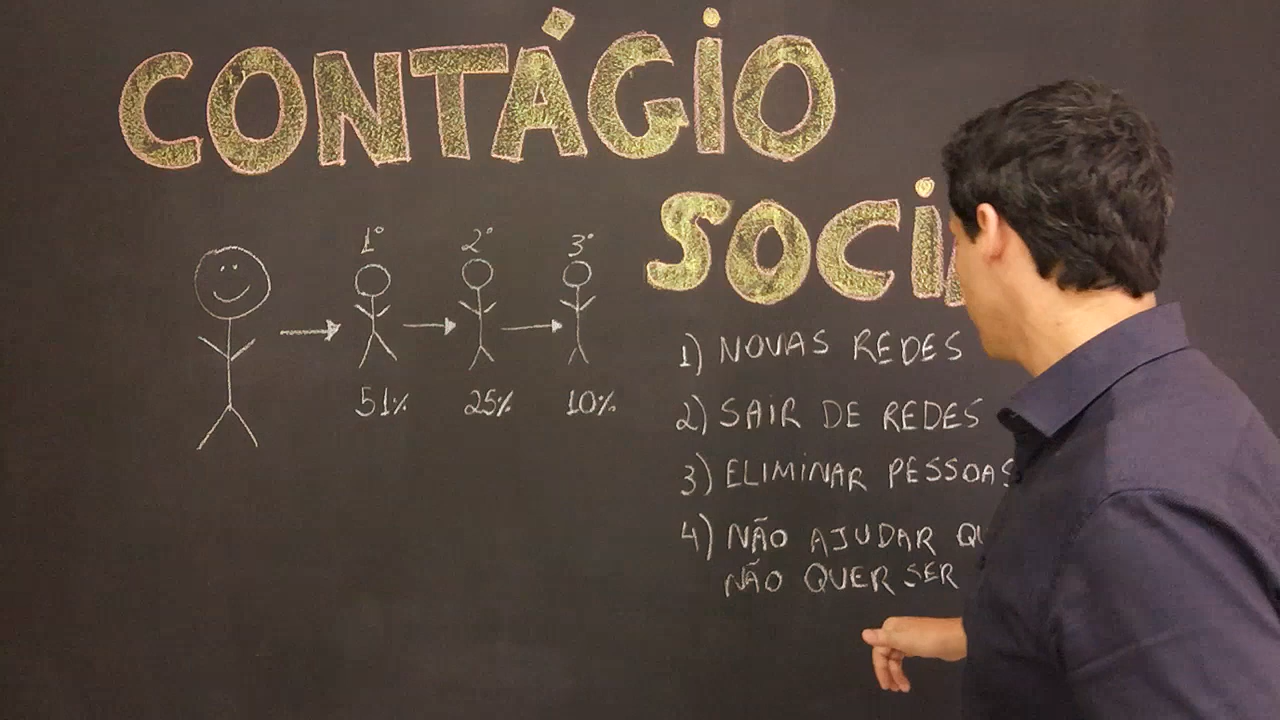 CONTÁGIO
1° 2° 3°
51% 25% 10%
1) NOVAS REDES
2) SAIR DE REDES
3) ELIMINAR PESSOAS
4) NÃO AJUDAR
NÃO QUER SER